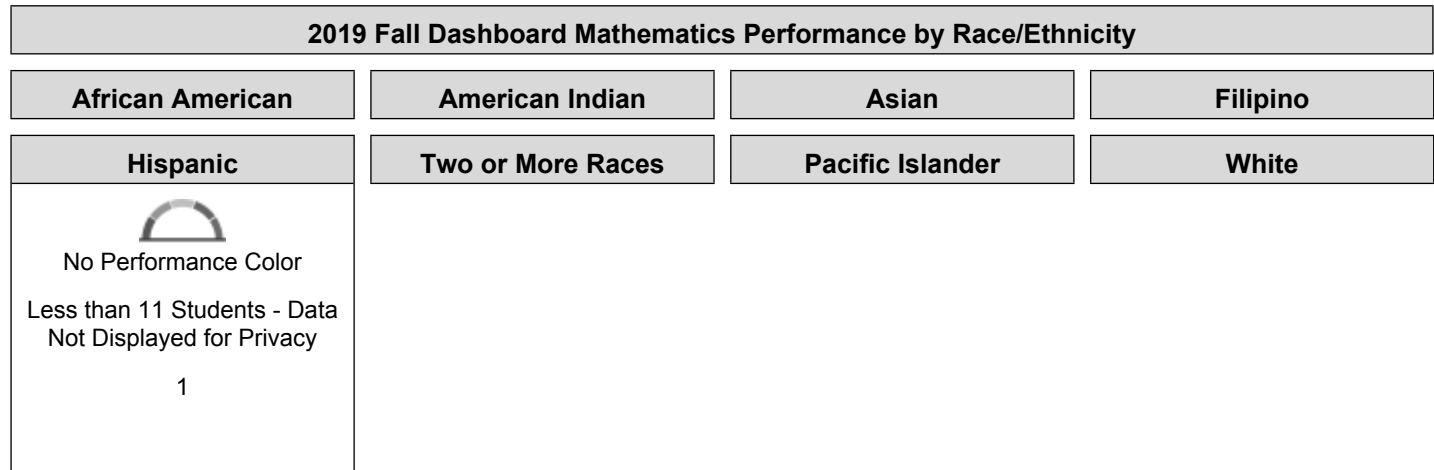 2019 Fall Dashboard Mathematics Performance by Race/Ethnicity
African American
American Indian
Asian
Filipino
Hispanic
Two or More Races
Pacific Islander
White
No Performance Color
Less than 11 Students - Data
Not Displayed for Privacy
1